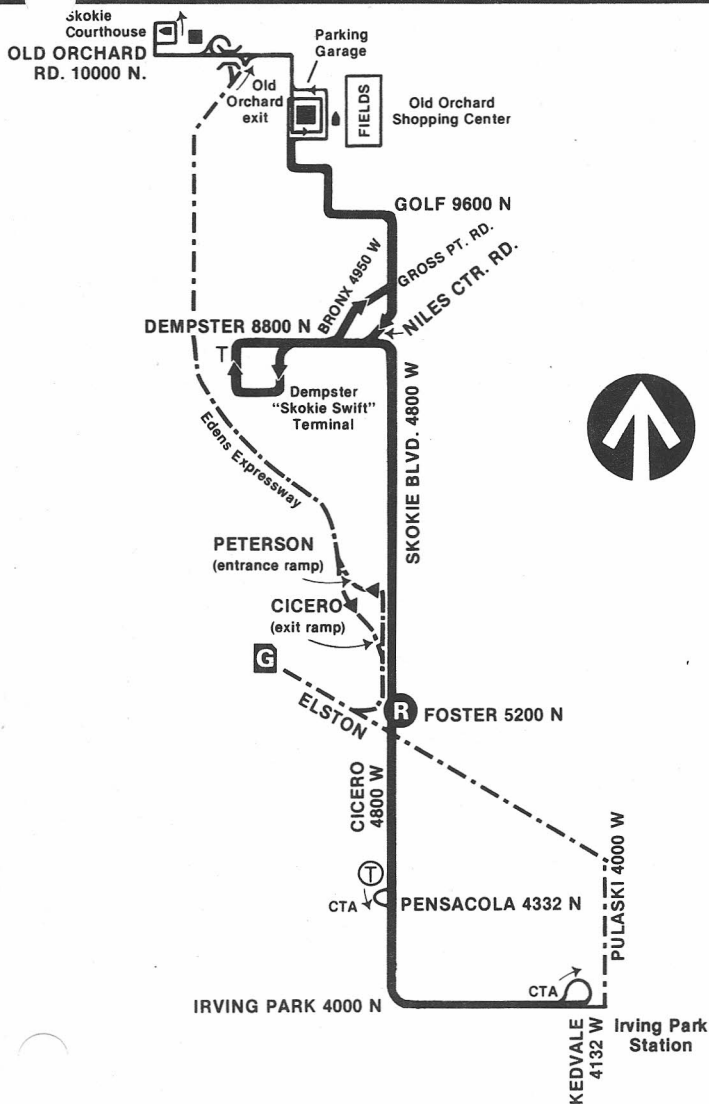 Skokie
Courthouse
OLD ORCHARD
RD. 10000 N.
Parking
Garage
Old
Orchard
exit
FIELDS
Old Orchard
Shopping Center
GOLF 9600 N
BRONX 4950 W
GROSS PT. RD.
NILES CTR. RD.
DEMPSTER 8800 N
T
Dempster
"Skokie Swift"
Terminal
SKOKIE BLVD. 4800 W
Edens Expressway
PETERSON
(entrance ramp)
CICERO
(exit ramp)
G
ELSTON
R
FOSTER 5200 N
CICERO
4800 W
PULASKI 4000 W
T
CTA
PENSACOLA 4332 N
CTA
IRVING PARK 4000 N
KEDVALE
4132 W
Irving Park
Station